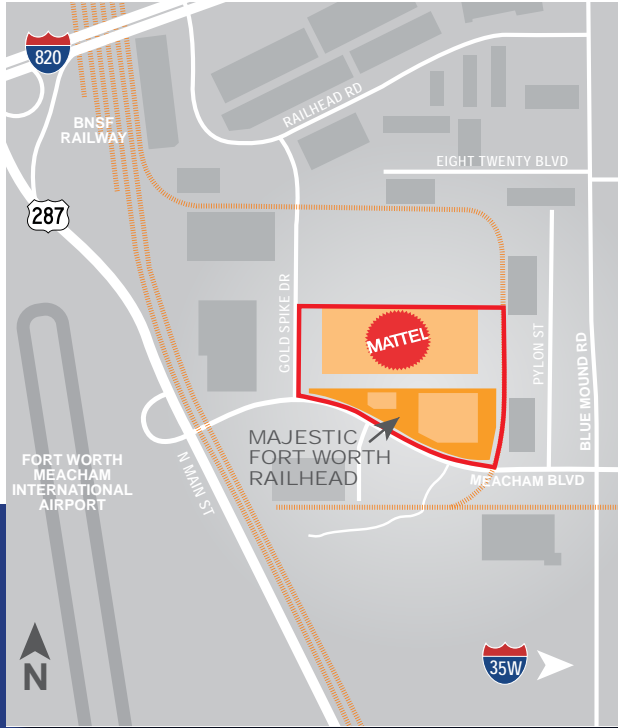 820
BNSF
RAILWAY
RAILHEAD RD
EIGHT TWENTY BLVD
287
GOLD SPIKE DR
MATTEL
PYLON ST
BLUE MOUND RD
MAJESTIC
FORT WORTH
RAILHEAD
N MAIN ST
FORT WORTH
MEACHAM
INTERNATIONAL
AIRPORT
MEACHAM BLVD
N
35W